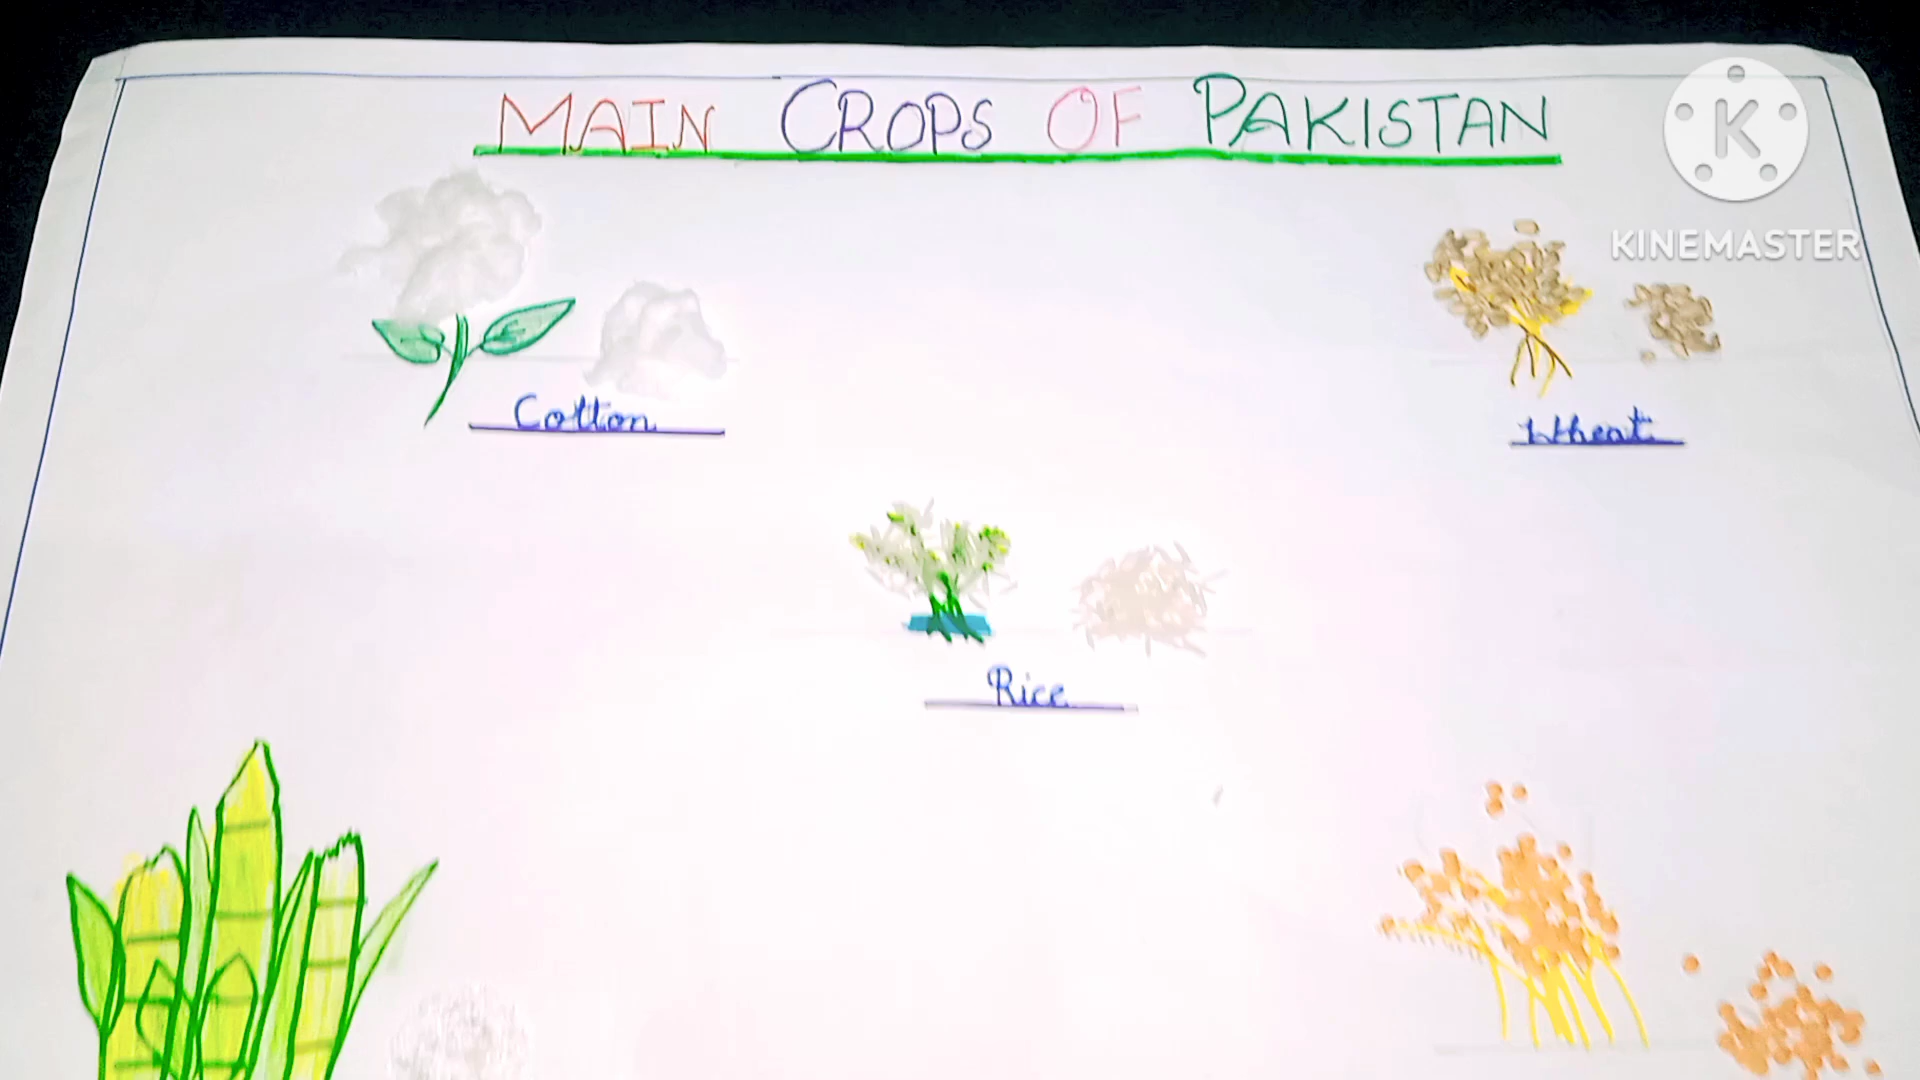 MAIN CROPS OF PAKISTAN
K
KINEMASTER
Cotton
Wheat
Rice